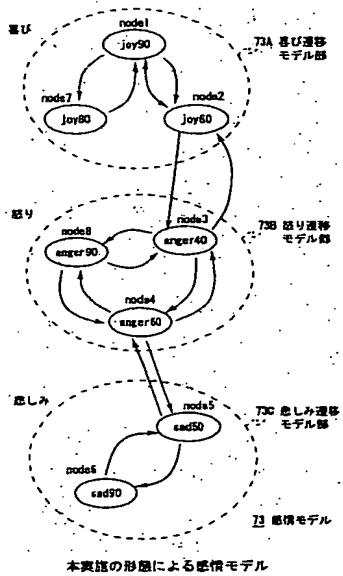 喜び
node1
joy90
73A 喜び遷移
モデル部
node7
joy80
node2
joy60
怒り
node8
anger90
node3
anger40
73B 怒り遷移
モデル部
node4
anger60
悲しみ
node5
sad50
73C 悲しみ遷移
モデル部
node6
sad90
73 感情モデル
本実施の形態による感情モデル